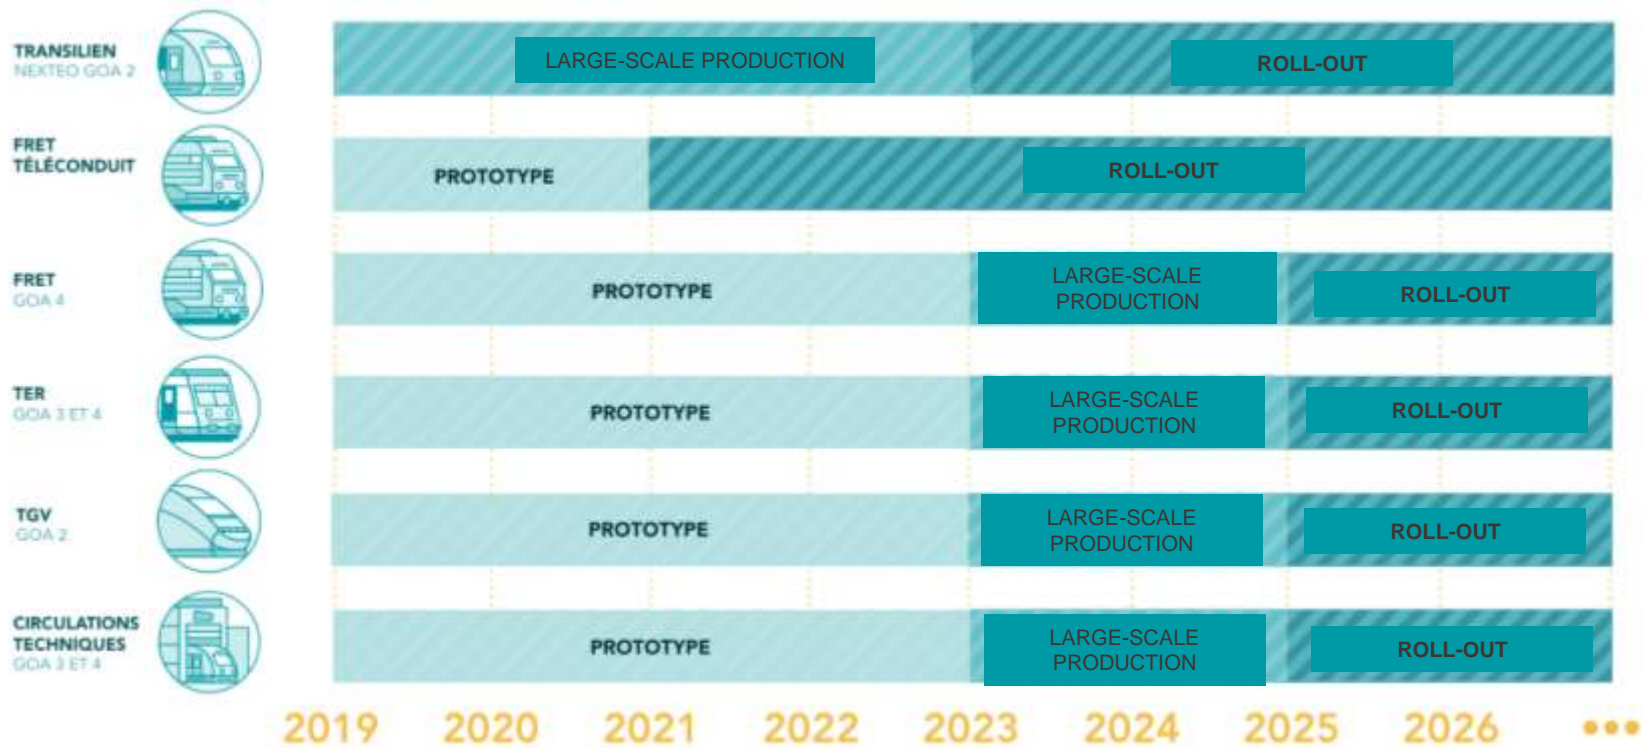 TRANSILIEN
NEXTEO GOA 2
LARGE-SCALE PRODUCTION
ROLL-OUT
FRET
TÉLÉCONDUIT
PROTOTYPE
ROLL-OUT
FRET
GOA 4
PROTOTYPE
LARGE-SCALE
PRODUCTION
ROLL-OUT
TER
GOA 3 ET 4
PROTOTYPE
LARGE-SCALE
PRODUCTION
ROLL-OUT
TGV
GOA 2
PROTOTYPE
LARGE-SCALE
PRODUCTION
ROLL-OUT
CIRCULATIONS
TECHNIQUES
GOA 3 ET 4
PROTOTYPE
LARGE-SCALE
PRODUCTION
ROLL-OUT
2019 2020 2021 2022 2023 2024 2025 2026 •••